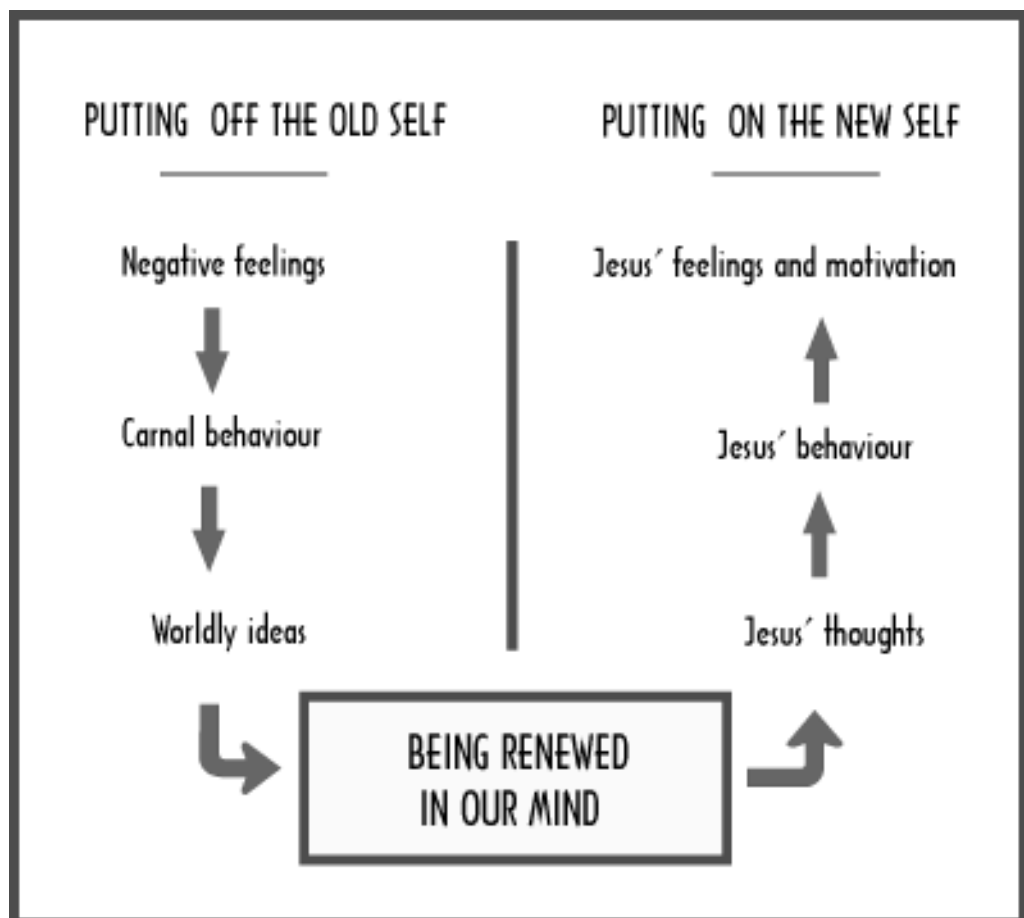 PUTTING OFF THE OLD SELF
Negative feelings
Carnal behaviour
Worldly ideas
BEING RENEWED
IN OUR MIND
PUTTING ON THE NEW SELF
Jesus´ feelings and motivation
Jesus´ behaviour
Jesus´ thoughts